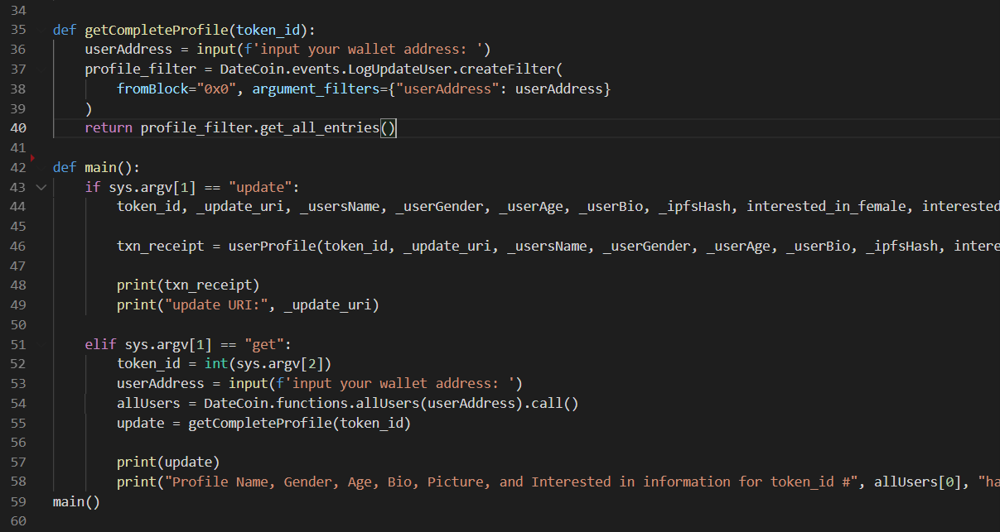 34
35 def getCompleteProfile(token_id):
36     userAddress = input(f'input your wallet address: ')
37     profile_filter = DateCoin.events.LogUpdateUser.createFilter(
38         fromBlock="0x0", argument_filters={"userAddress": userAddress}
39     )
40     return profile_filter.get_all_entries()
41
42 def main():
43     if sys.argv[1] == "update":
44         token_id, _update_uri, _usersName, _userGender, _userAge, _userBio, _ipfsHash, interested_in_female, interested
45
46         txn_receipt = userProfile(token_id, _update_uri, _usersName, _userGender, _userAge, _userBio, _ipfsHash, intere
47
48         print(txn_receipt)
49         print("update URI:", _update_uri)
50
51     elif sys.argv[1] == "get":
52         token_id = int(sys.argv[2])
53         userAddress = input(f'input your wallet address: ')
54         allUsers = DateCoin.functions.allUsers(userAddress).call()
55         update = getCompleteProfile(token_id)
56
57         print(update)
58         print("Profile Name, Gender, Age, Bio, Picture, and Interested in information for token_id #", allUsers[0], "ha
59 main()
60